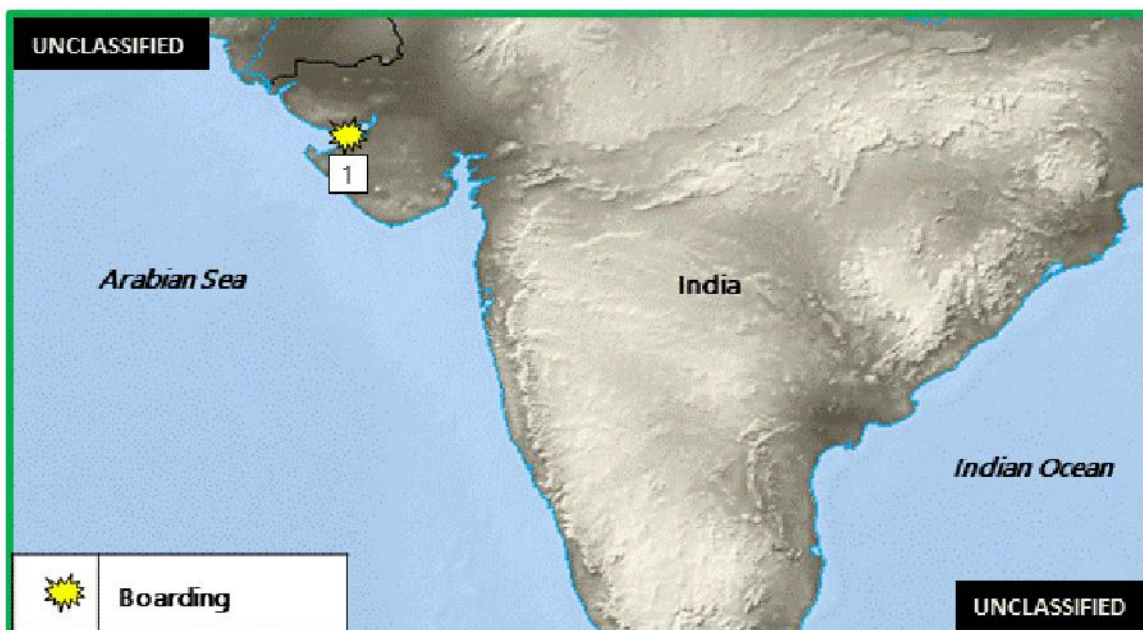 UNCLASSIFIED
1
Arabian Sea
India
Indian Ocean
Boarding
UNCLASSIFIED